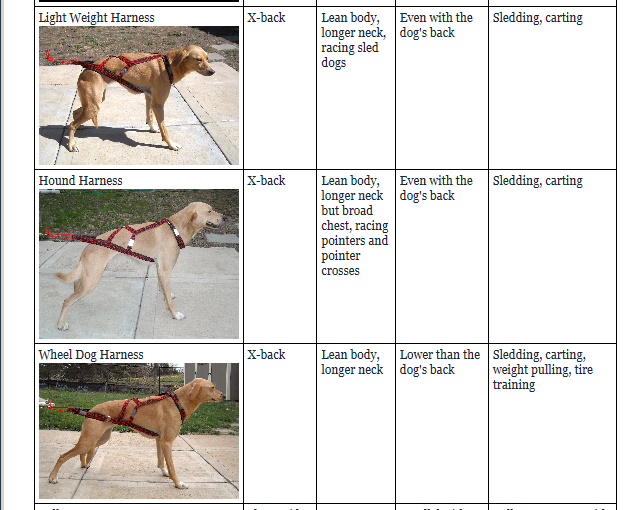 Light Weight Harness
X-back
Lean body,
longer neck,
racing sled
dogs
Even with the
dog's back
Sledding, carting
Hound Harness
X-back
Lean body,
longer neck
but broad
chest, racing
pointers and
pointer
crosses
Even with the
dog's back
Sledding, carting
Wheel Dog Harness
X-back
Lean body,
longer neck
Lower than the
dog's back
Sledding, carting,
weight pulling, tire
training